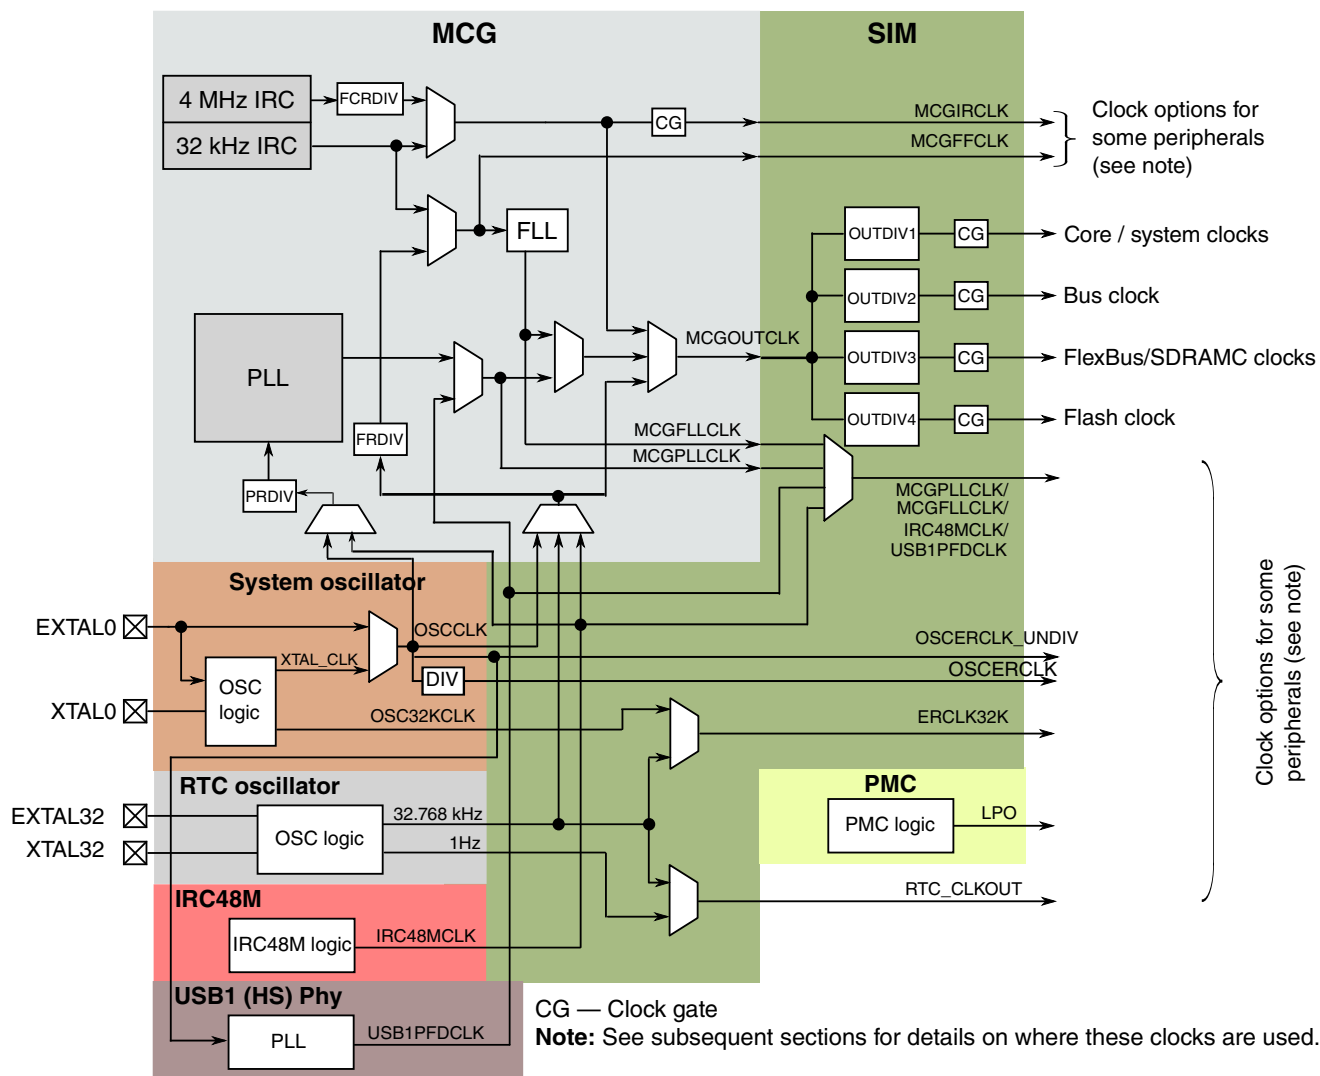 MCG
SIM
4 MHz IRC
FCRDIV
32 kHz IRC
CG
MCGIRCLK
MCGFFCLK
Clock options for
some peripherals
(see note)
FLL
OUTDIV1
CG
Core / system clocks
OUTDIV2
CG
Bus clock
MCGOUTCLK
OUTDIV3
CG
FlexBus/SDRAMC clocks
PLL
OUTDIV4
CG
Flash clock
FRDIV
MCGFLLCLK
MCGPLLCLK
PRDIV
MCGPLLCLK/
MCGFLLCLK/
IRC48MCLK/
USB1PFDCLK
System oscillator
EXTAL0
OSCCLK
OSCERCLK_UNDIV
XTAL_CLK
DIV
OSCERCLK
OSC
logic
XTAL0
OSC32KCLK
ERCLK32K
Clock options for some
peripherals (see note)
RTC oscillator
PMC
EXTAL32
32.768 kHz
PMC logic
LPO
OSC logic
XTAL32
1Hz
RTC_CLKOUT
IRC48M
IRC48M logic
IRC48MCLK
USB1 (HS) Phy
PLL
USB1PFDCLK
CG — Clock gate
Note: See subsequent sections for details on where these clocks are used.